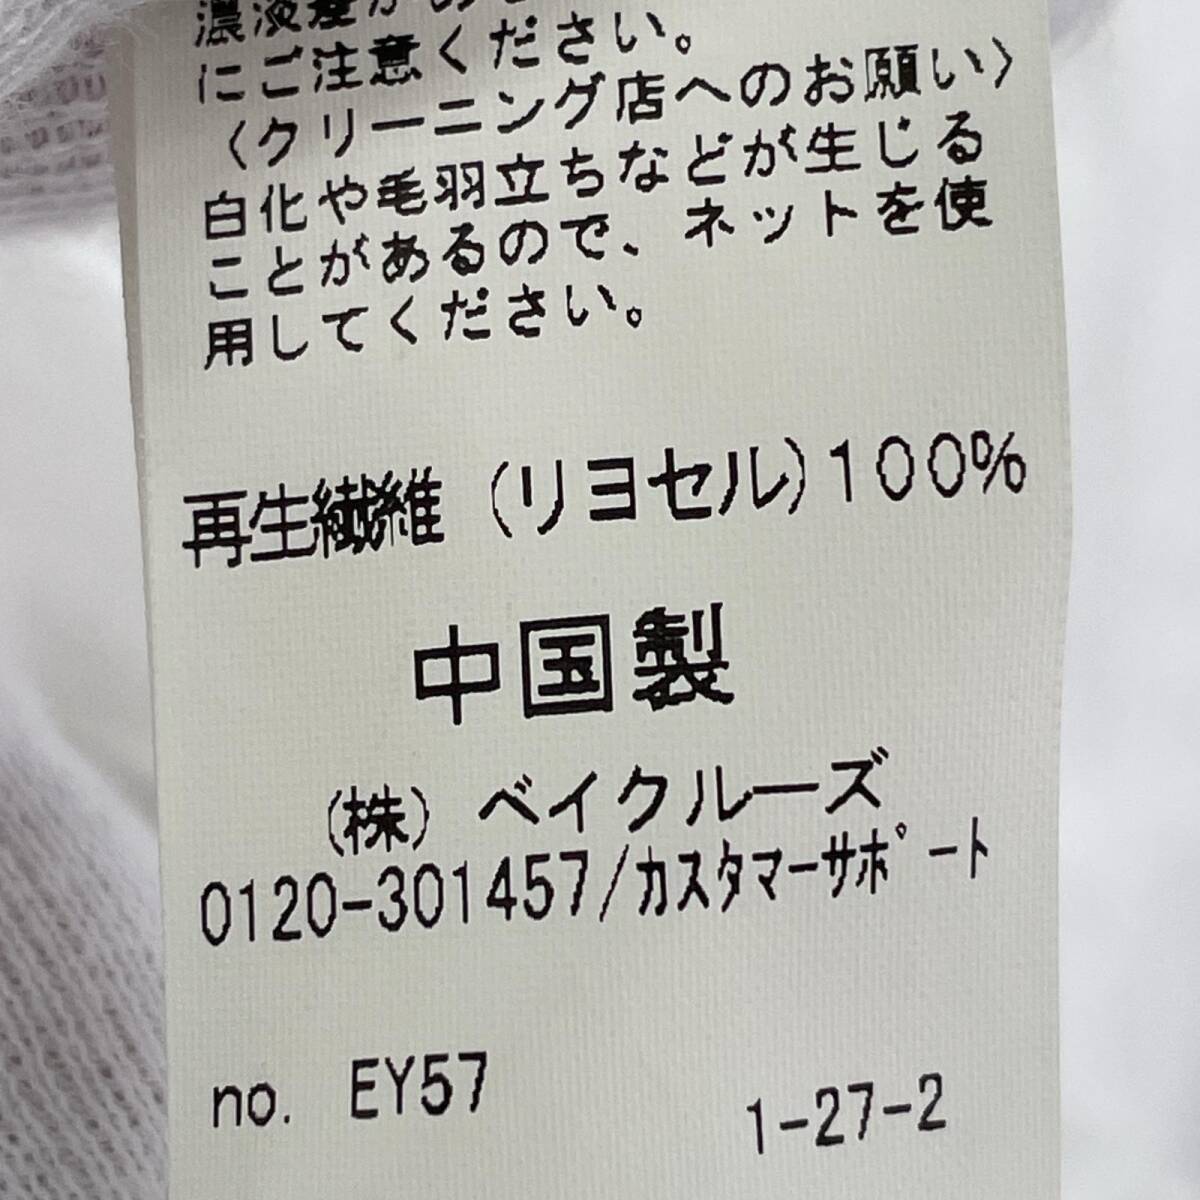 にご注意ください。
〈クリーニング店へのお願い〉
白化や毛羽立ちなどが生じる
ことがあるので、ネットを使
用してください。
再生繊維 (リヨセル)100%
中国製
(株) ベイクルーズ
0120-301457/カスタマーサポート
no. EY57
1-27-2